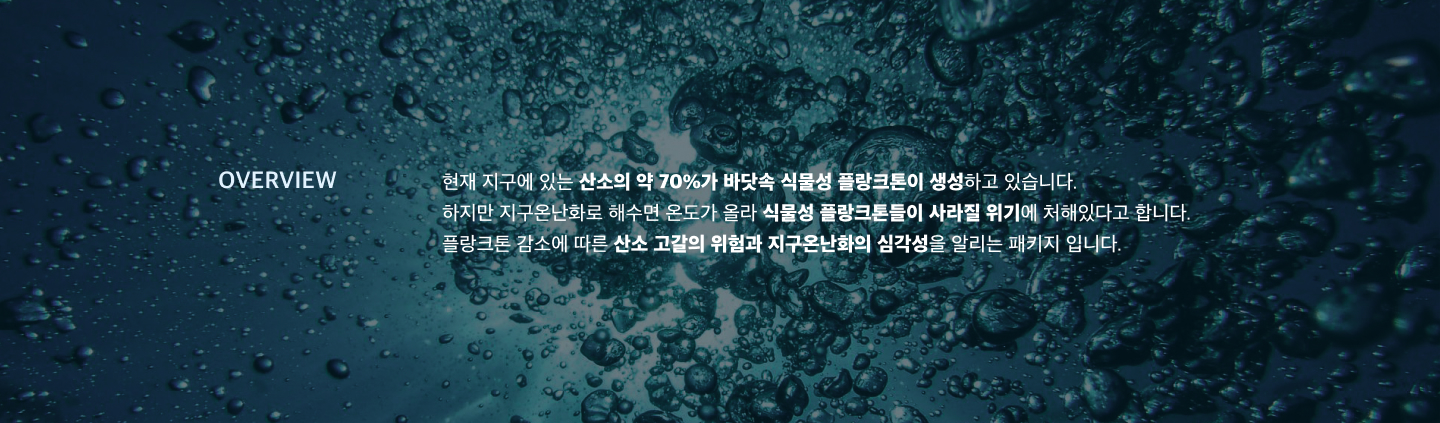 OVERVIEW
현재 지구에 있는 산소의 약 70%가 바닷속 식물성 플랑크톤이 생성하고 있습니다.
하지만 지구온난화로 해수면 온도가 올라 식물성 플랑크톤들이 사라질 위기에 처해있다고 합니다.
플랑크톤 감소에 따른 산소 고갈의 위험과 지구온난화의 심각성을 알리는 패키지 입니다.